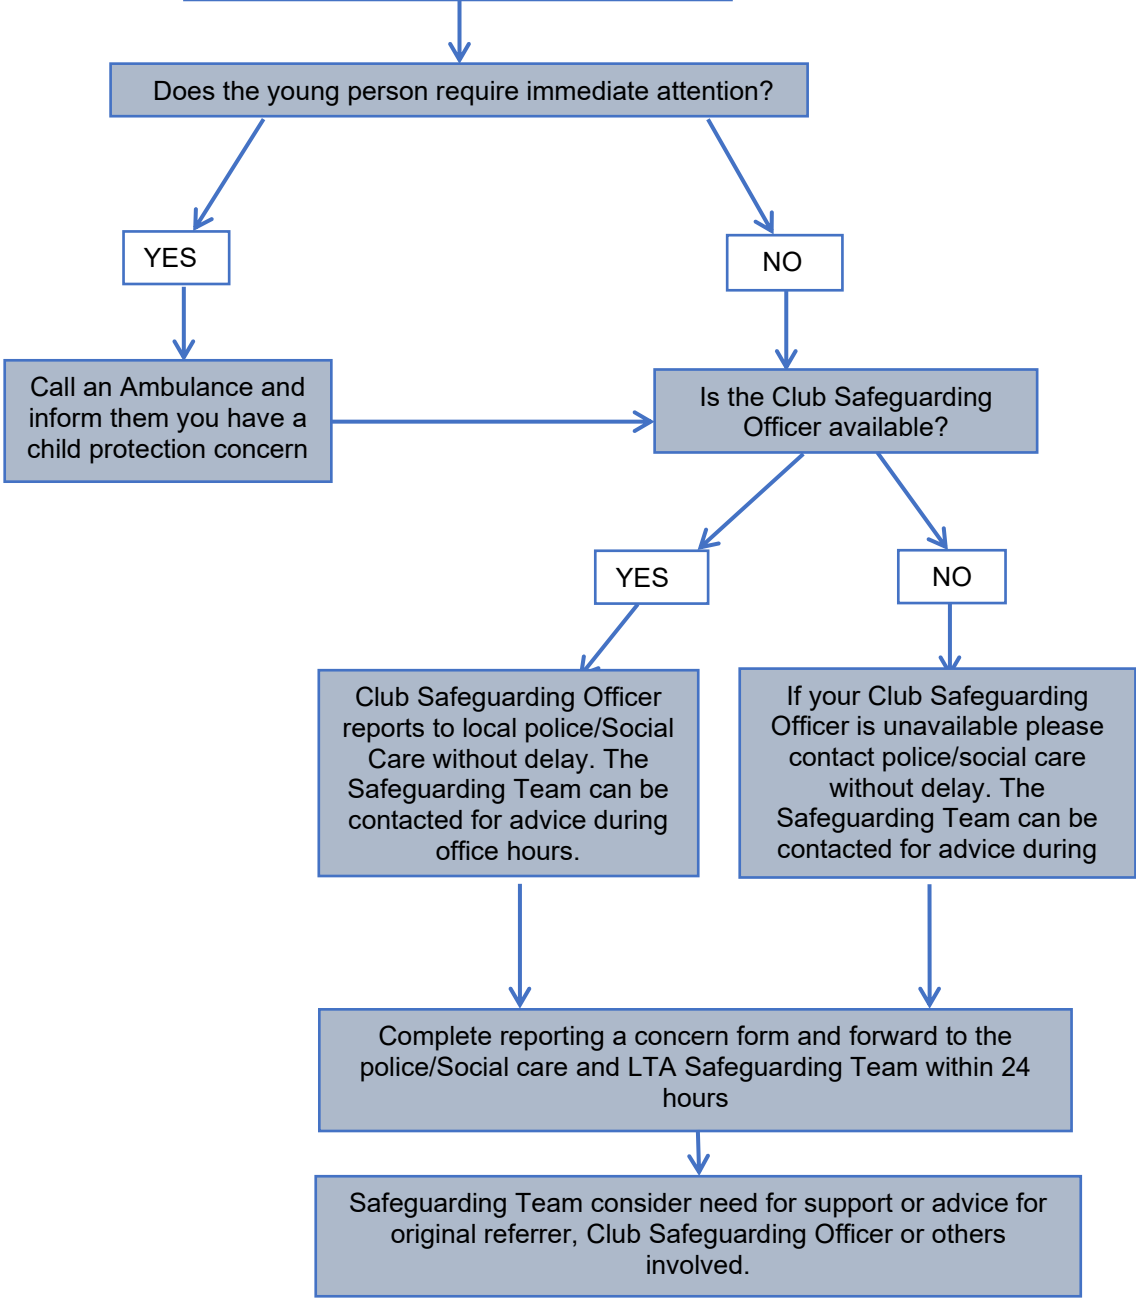 Does the young person require immediate attention?
YES
NO
Call an Ambulance and
inform them you have a
child protection concern
Is the Club Safeguarding
Officer available?
YES
NO
Club Safeguarding Officer
reports to local police/Social
Care without delay. The
Safeguarding Team can be
contacted for advice during
office hours.
If your Club Safeguarding
Officer is unavailable please
contact police/social care
without delay. The
Safeguarding Team can be
contacted for advice during
Complete reporting a concern form and forward to the
police/Social care and LTA Safeguarding Team within 24
hours
Safeguarding Team consider need for support or advice for
original referrer, Club Safeguarding Officer or others
involved.